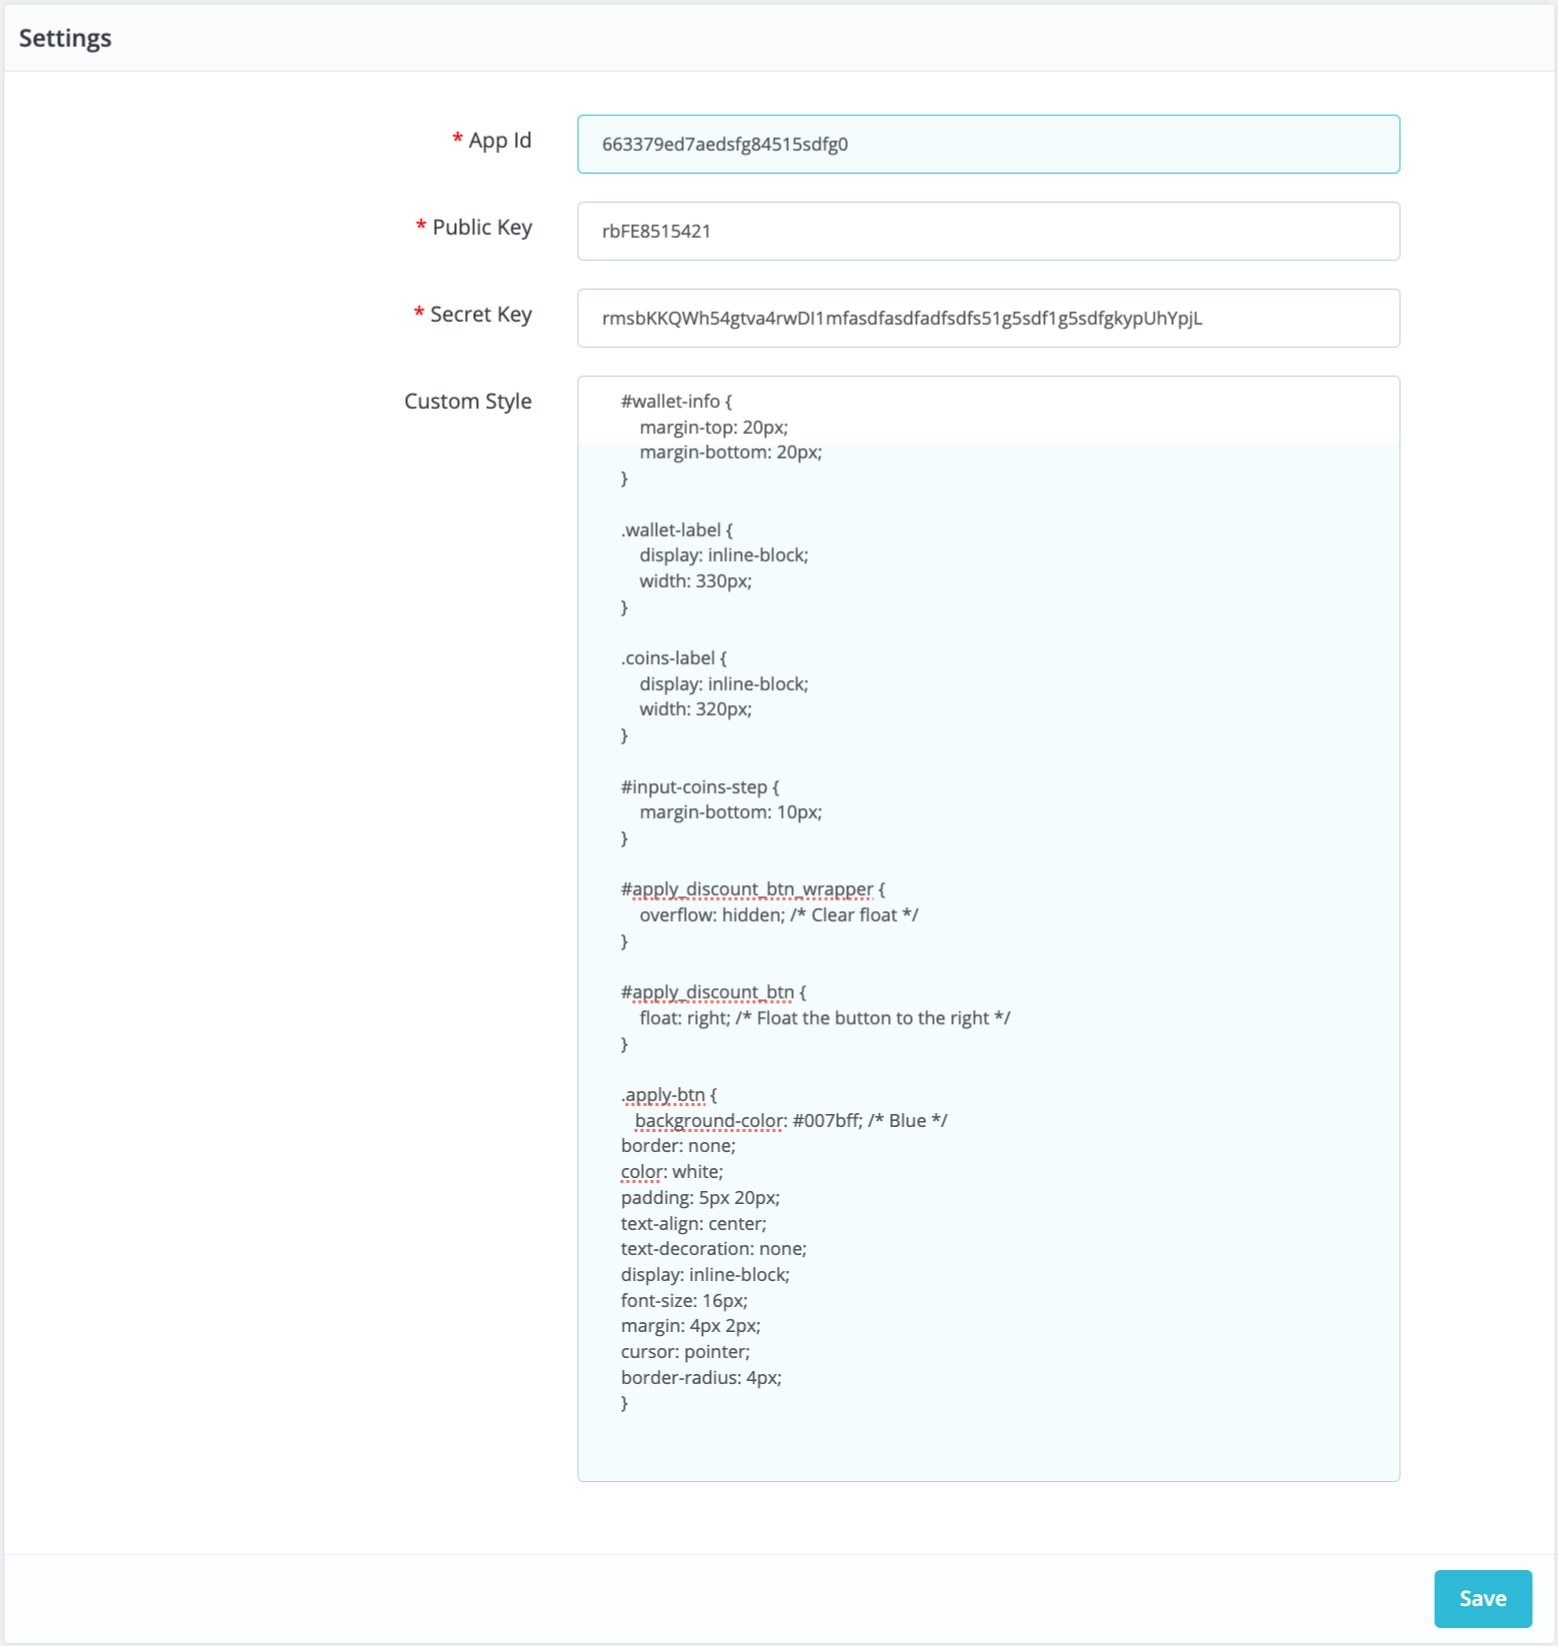 Settings
* App Id
663379ed7aedsfg84515sdfg0
* Public Key
rbFE8515421
* Secret Key
rmsbKKQWh54gtva4rwDI1mfasdfasdfadfsdfs51g5sdf1g5sdfgkypUhYpjL
Custom Style
#wallet-info {
margin-top: 20px;
margin-bottom: 20px;
}
.wallet-label {
display: inline-block;
width: 330px;
}
.coins-label {
display: inline-block;
width: 320px;
}
#input-coins-step {
margin-bottom: 10px;
}
#apply_discount_btn_wrapper {
overflow: hidden; /* Clear float */
}
#apply_discount_btn {
float: right; /* Float the button to the right */
}
.apply-btn {
background-color: #007bff; /* Blue */
border: none;
color: white;
padding: 5px 20px;
text-align: center;
text-decoration: none;
display: inline-block;
font-size: 16px;
margin: 4px 2px;
cursor: pointer;
border-radius: 4px;
}
Save